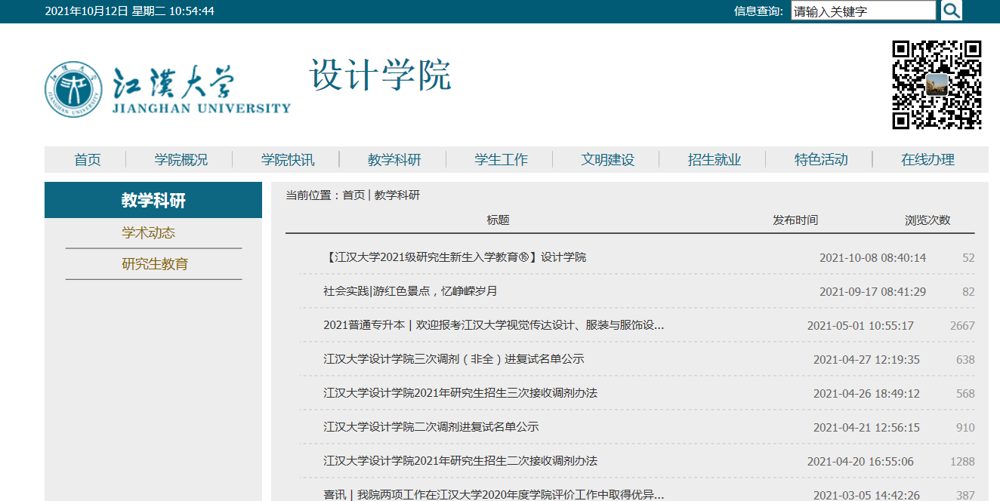 2021年10月12日 星期二 10:54:44
信息查询: 请输入关键字
江漢大学
JIANGHAN UNIVERSITY
设计学院
首页 学院概况 学院快讯 教学科研 学生工作 文明建设 招生就业 特色活动 在线办理
教学科研
学术动态
研究生教育
当前位置：首页 | 教学科研
标题 发布时间 浏览次数
【江汉大学2021级研究生新生入学教育⑯】设计学院 2021-10-08 08:40:14 52
社会实践|游红色景点，忆峥嵘岁月 2021-09-17 08:41:29 82
2021普通专升本 | 欢迎报考江汉大学视觉传达设计、服装与服饰设... 2021-05-01 10:55:17 2667
江汉大学设计学院三次调剂（非全）进复试名单公示 2021-04-27 12:19:35 638
江汉大学设计学院2021年研究生招生三次接收调剂办法 2021-04-26 18:49:12 568
江汉大学设计学院二次调剂进复试名单公示 2021-04-21 12:56:15 910
江汉大学设计学院2021年研究生招生二次接收调剂办法 2021-04-20 16:55:06 1288
喜讯 | 我院两项工作在江汉大学2020年度学院评价工作中取得优异... 2021-03-05 14:42:26 387